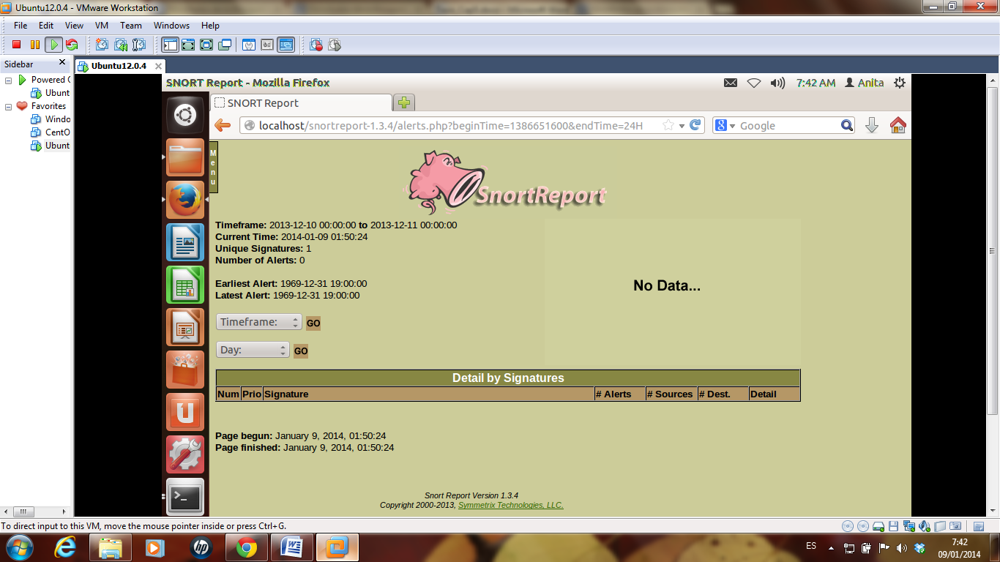 Ubuntu12.0.4 - VMware Workstation
File Edit View VM Team Windows Help
Sidebar
Ubuntu12.0.4
Powered O
Ubunt
Favorites
Windo
CentO
Ubunt
SNORT Report - Mozilla Firefox
7:42 AM Anita
SNORT Report
localhost/snortreport-1.3.4/alerts.php?beginTime=1386651600&endTime=24H
Google
Menu
SnortReport
Timeframe: 2013-12-10 00:00:00 to 2013-12-11 00:00:00
Current Time: 2014-01-09 01:50:24
Unique Signatures: 1
Number of Alerts: 0
Earliest Alert: 1969-12-31 19:00:00
Latest Alert: 1969-12-31 19:00:00
No Data...
Timeframe: GO
Day: GO
Detail by Signatures
Num Prio Signature # Alerts # Sources # Dest. Detail
Page begun: January 9, 2014, 01:50:24
Page finished: January 9, 2014, 01:50:24
Snort Report Version 1.3.4
Copyright 2000-2013, Symmetrix Technologies, LLC.
To direct input to this VM, move the mouse pointer inside or press Ctrl+G.
hp
ES
7:42
09/01/2014